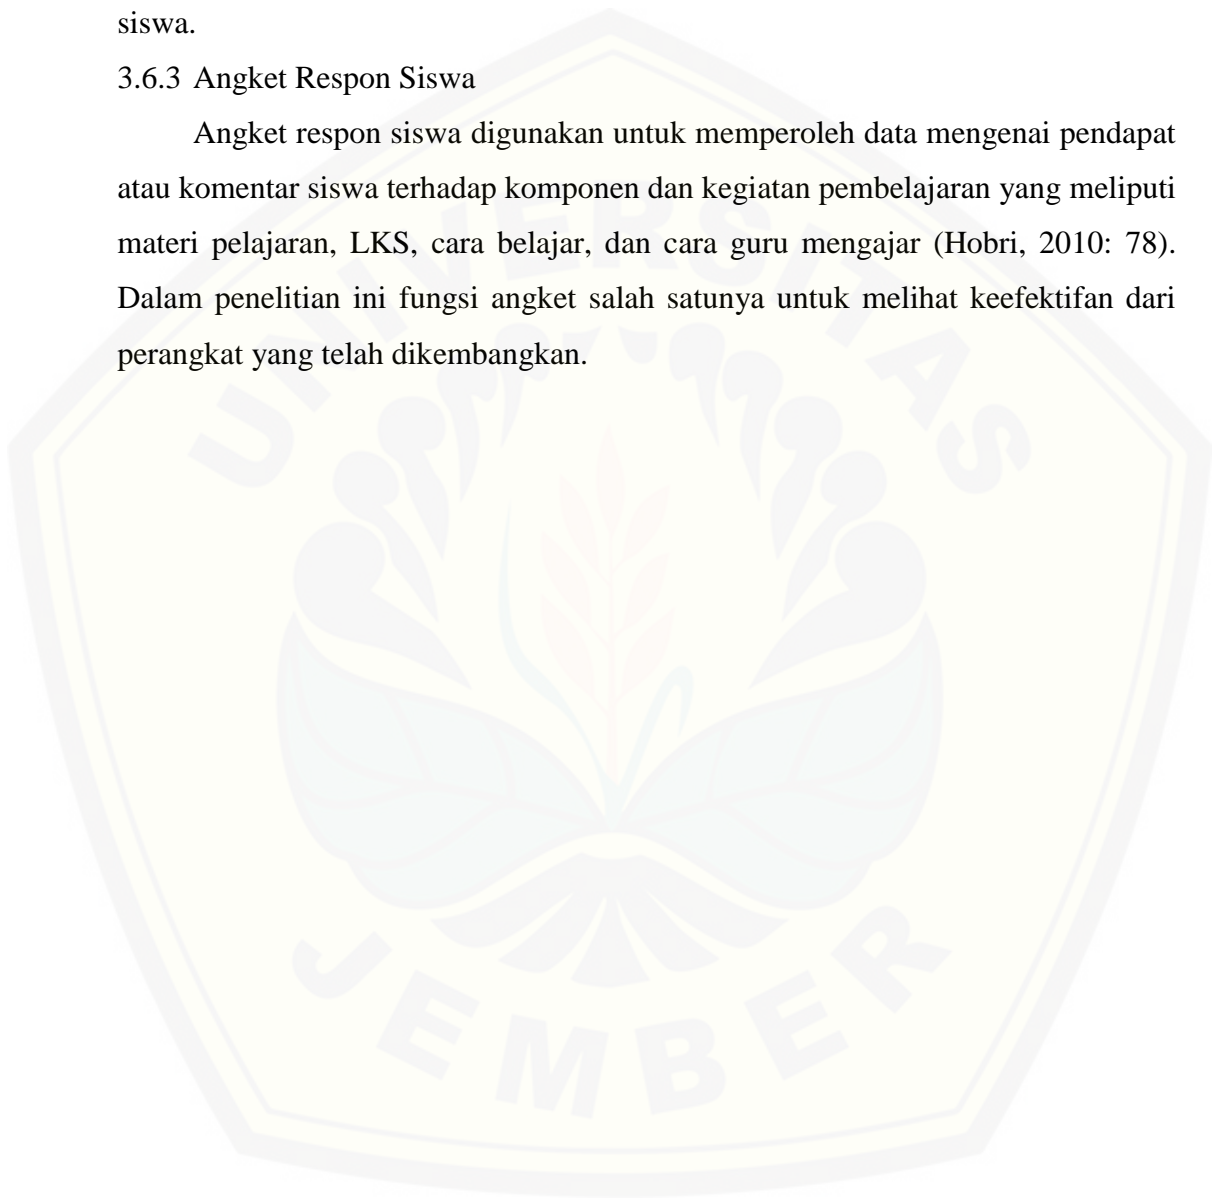 siswa.
3.6.3 Angket Respon Siswa
Angket respon siswa digunakan untuk memperoleh data mengenai pendapat
atau komentar siswa terhadap komponen dan kegiatan pembelajaran yang meliputi
materi pelajaran, LKS, cara belajar, dan cara guru mengajar (Hobri, 2010: 78).
Dalam penelitian ini fungsi angket salah satunya untuk melihat keefektifan dari
perangkat yang telah dikembangkan.
UNIVERSITAS
JEMBER